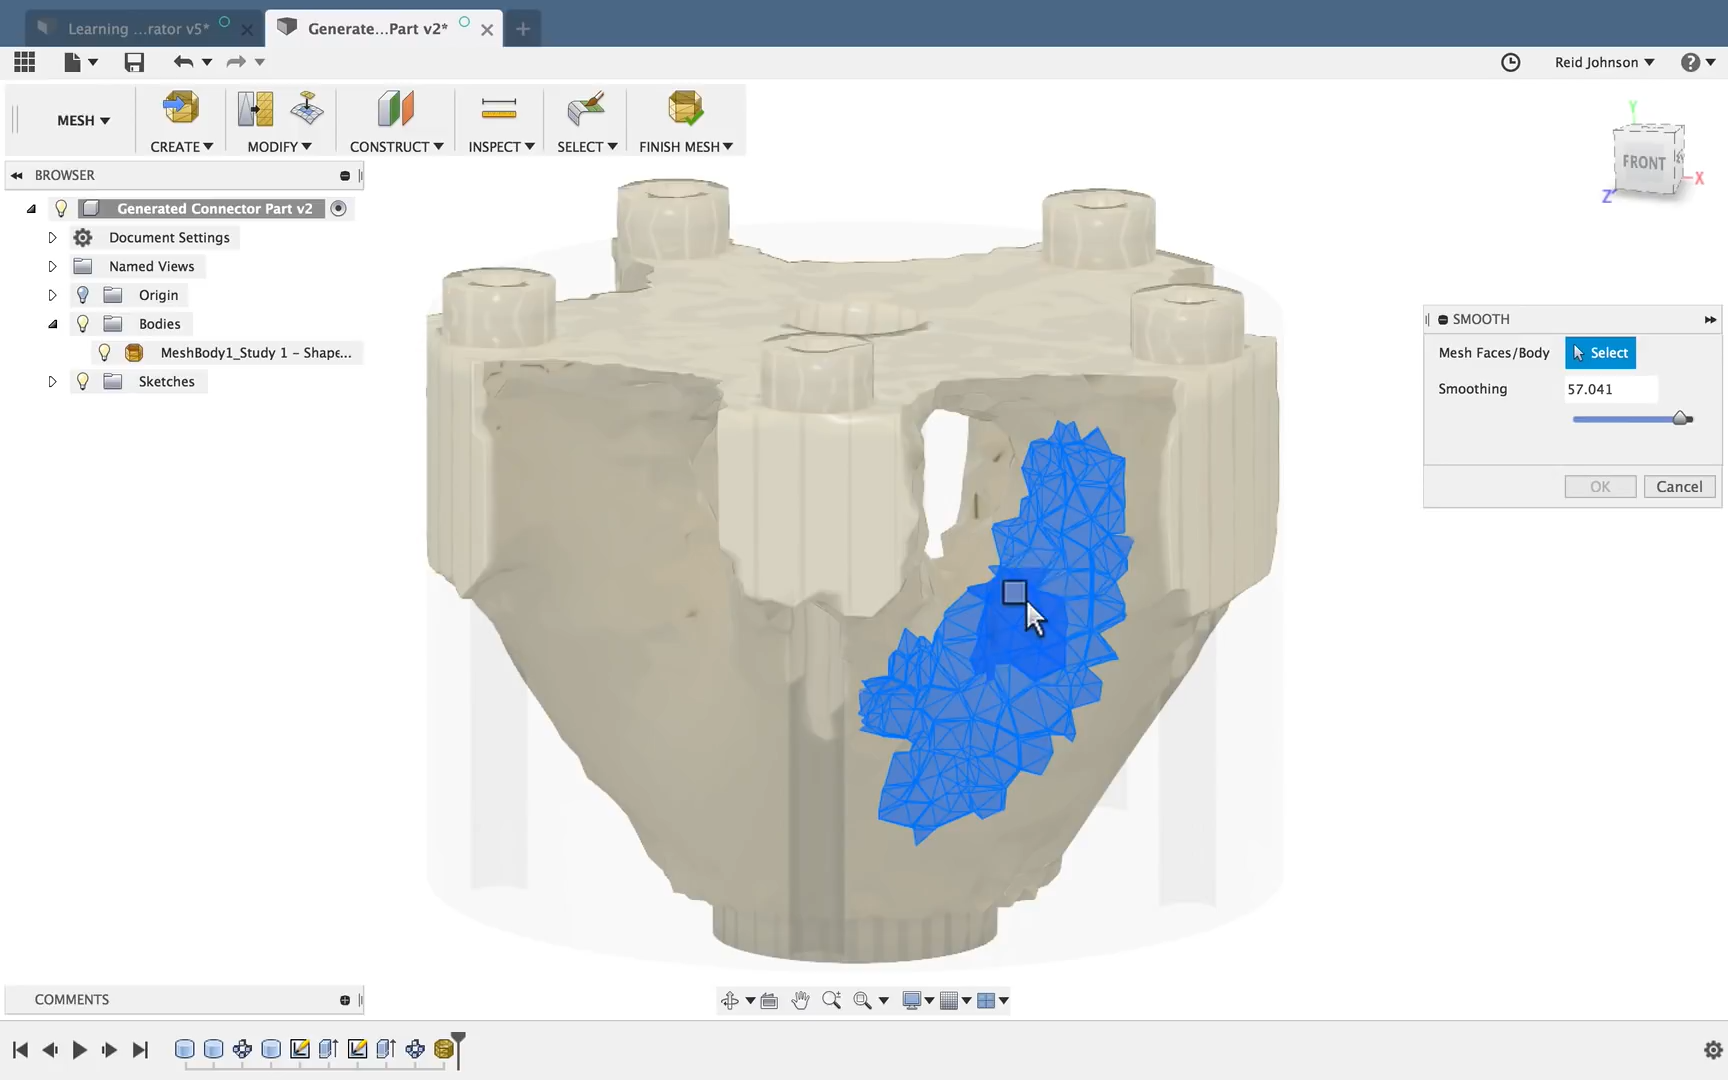 Learning ...rator v5*
Generate...Part v2*
Reid Johnson
MESH
CREATE
MODIFY
CONSTRUCT
INSPECT
SELECT
FINISH MESH
Y
FRONT
X
Z
BROWSER
Generated Connector Part v2
Document Settings
Named Views
Origin
Bodies
MeshBody1_Study 1 - Shape...
Sketches
SMOOTH
Mesh Faces/Body
Select
Smoothing
57.041
OK
Cancel
COMMENTS